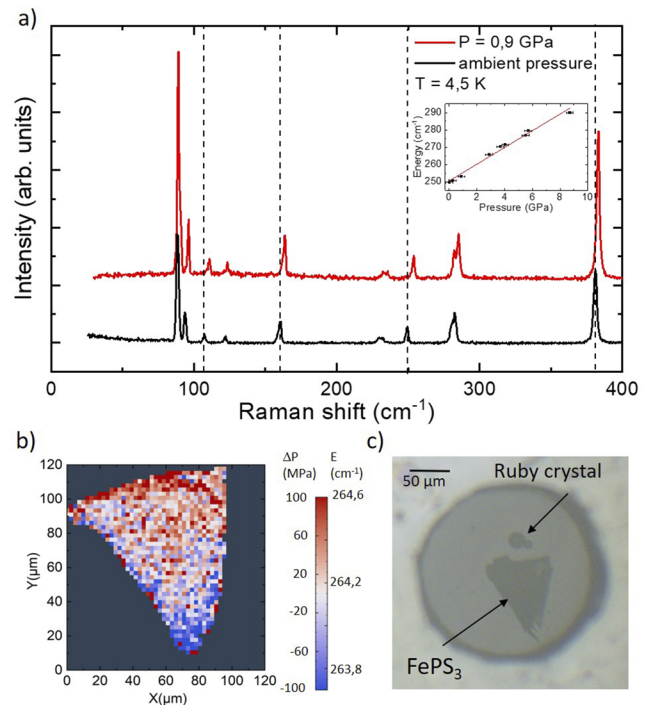 a)
P = 0,9 GPa
ambient pressure
T = 4,5 K
Intensity (arb. units)
Energy (cm-1)
290
280
270
260
250
0 2 4 6 8 10
Pressure (GPa)
0 100 200 300 400
Raman shift (cm-1)
b)
ΔP
(MPa)
E
(cm-1)
120
100
80
60
40
20
0
Y(μm)
0 20 40 60 80 100 120
X(μm)
100 264,6
60
20 264,2
-20
-60
-100 263,8
c)
50 μm
Ruby crystal
FePS3